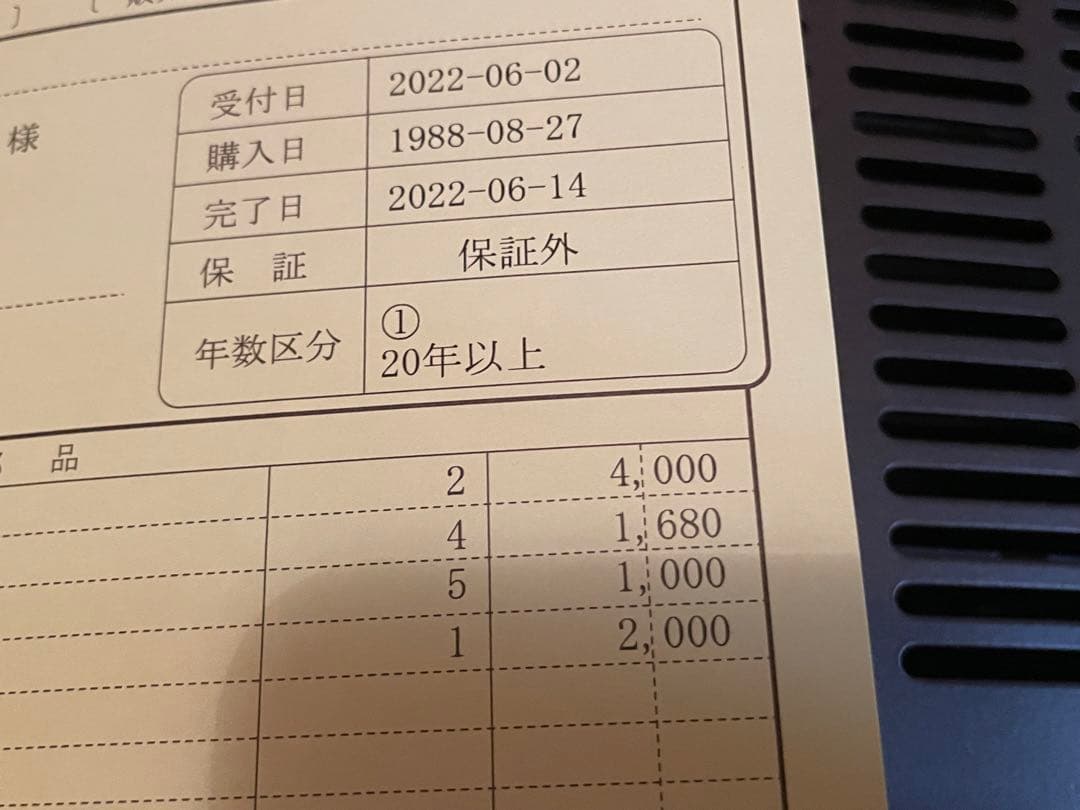 様
受付日 2022-06-02
購入日 1988-08-27
完了日 2022-06-14
保 証 保証外
年数区分 ①
20年以上
品
2 4,000
4 1,680
5 1,000
1 2,000